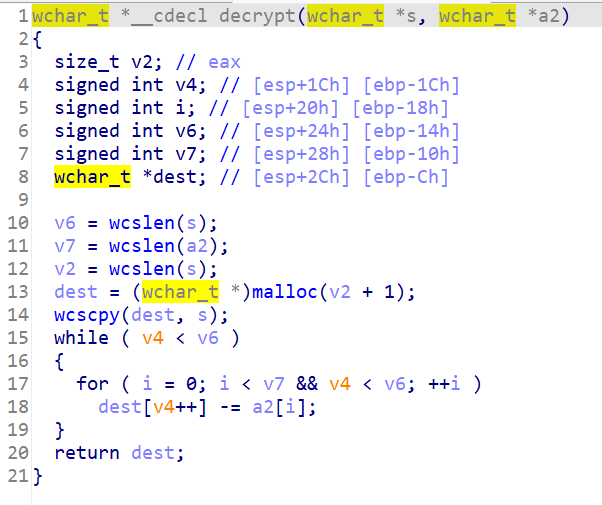 1 wchar_t *__cdecl decrypt(wchar_t *s, wchar_t *a2)
2 {
3   size_t v2; // eax
4   signed int v4; // [esp+1Ch] [ebp-1Ch]
5   signed int i; // [esp+20h] [ebp-18h]
6   signed int v6; // [esp+24h] [ebp-14h]
7   signed int v7; // [esp+28h] [ebp-10h]
8   wchar_t *dest; // [esp+2Ch] [ebp-Ch]
9
10   v6 = wcslen(s);
11   v7 = wcslen(a2);
12   v2 = wcslen(s);
13   dest = (wchar_t *)malloc(v2 + 1);
14   wcscpy(dest, s);
15   while ( v4 < v6 )
16   {
17     for ( i = 0; i < v7 && v4 < v6; ++i )
18       dest[v4++] -= a2[i];
19   }
20   return dest;
21 }